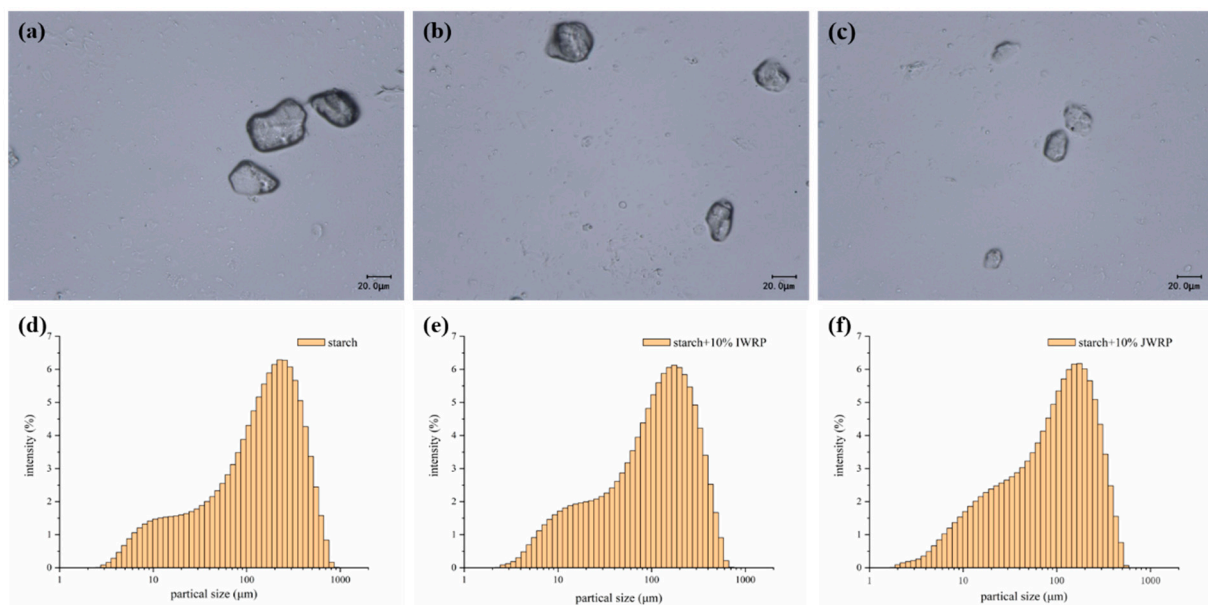 (a)
20.0μm
(b)
20.0μm
(c)
20.0μm
(d)
starch
intensity (%)
7
6
5
4
3
2
1
0
1
10
100
1000
partical size (μm)
(e)
starch+10% IWRP
intensity (%)
7
6
5
4
3
2
1
0
1
10
100
1000
partical size (μm)
(f)
starch+10% JWRP
intensity (%)
7
6
5
4
3
2
1
0
1
10
100
1000
partical size (μm)